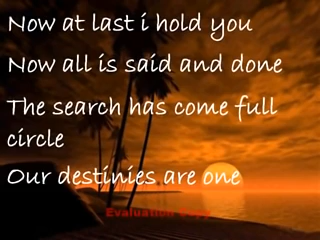 Now at last i hold you
Now all is said and done
The search has come full
circle
Our destinies are one
Evaluation Copy